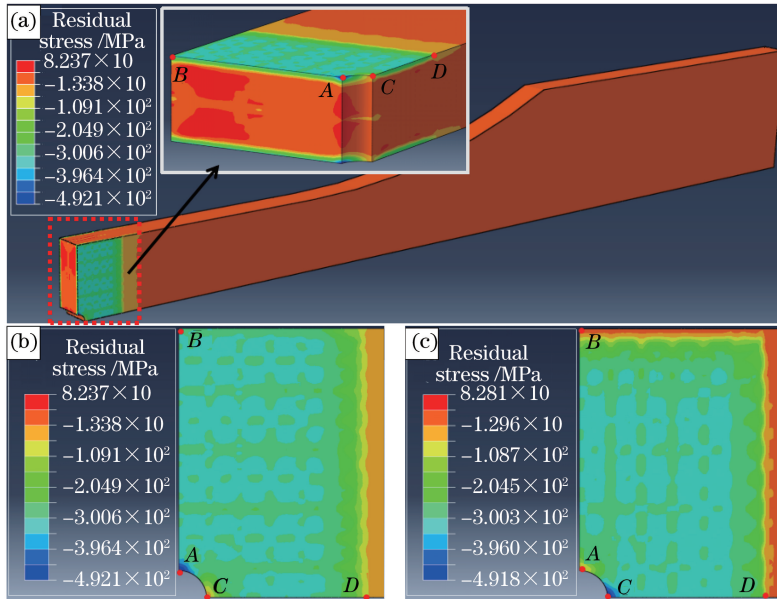 (a)
Residual
stress /MPa
8.237×10
−1.338×10
−1.091×10²
−2.049×10²
−3.006×10²
−3.964×10²
−4.921×10²
B
A
C
D
(b)
Residual
stress /MPa
8.237×10
−1.338×10
−1.091×10²
−2.049×10²
−3.006×10²
−3.964×10²
−4.921×10²
B
A
C
D
(c)
Residual
stress /MPa
8.281×10
−1.296×10
−1.087×10²
−2.045×10²
−3.003×10²
−3.960×10²
−4.918×10²
B
A
C
D